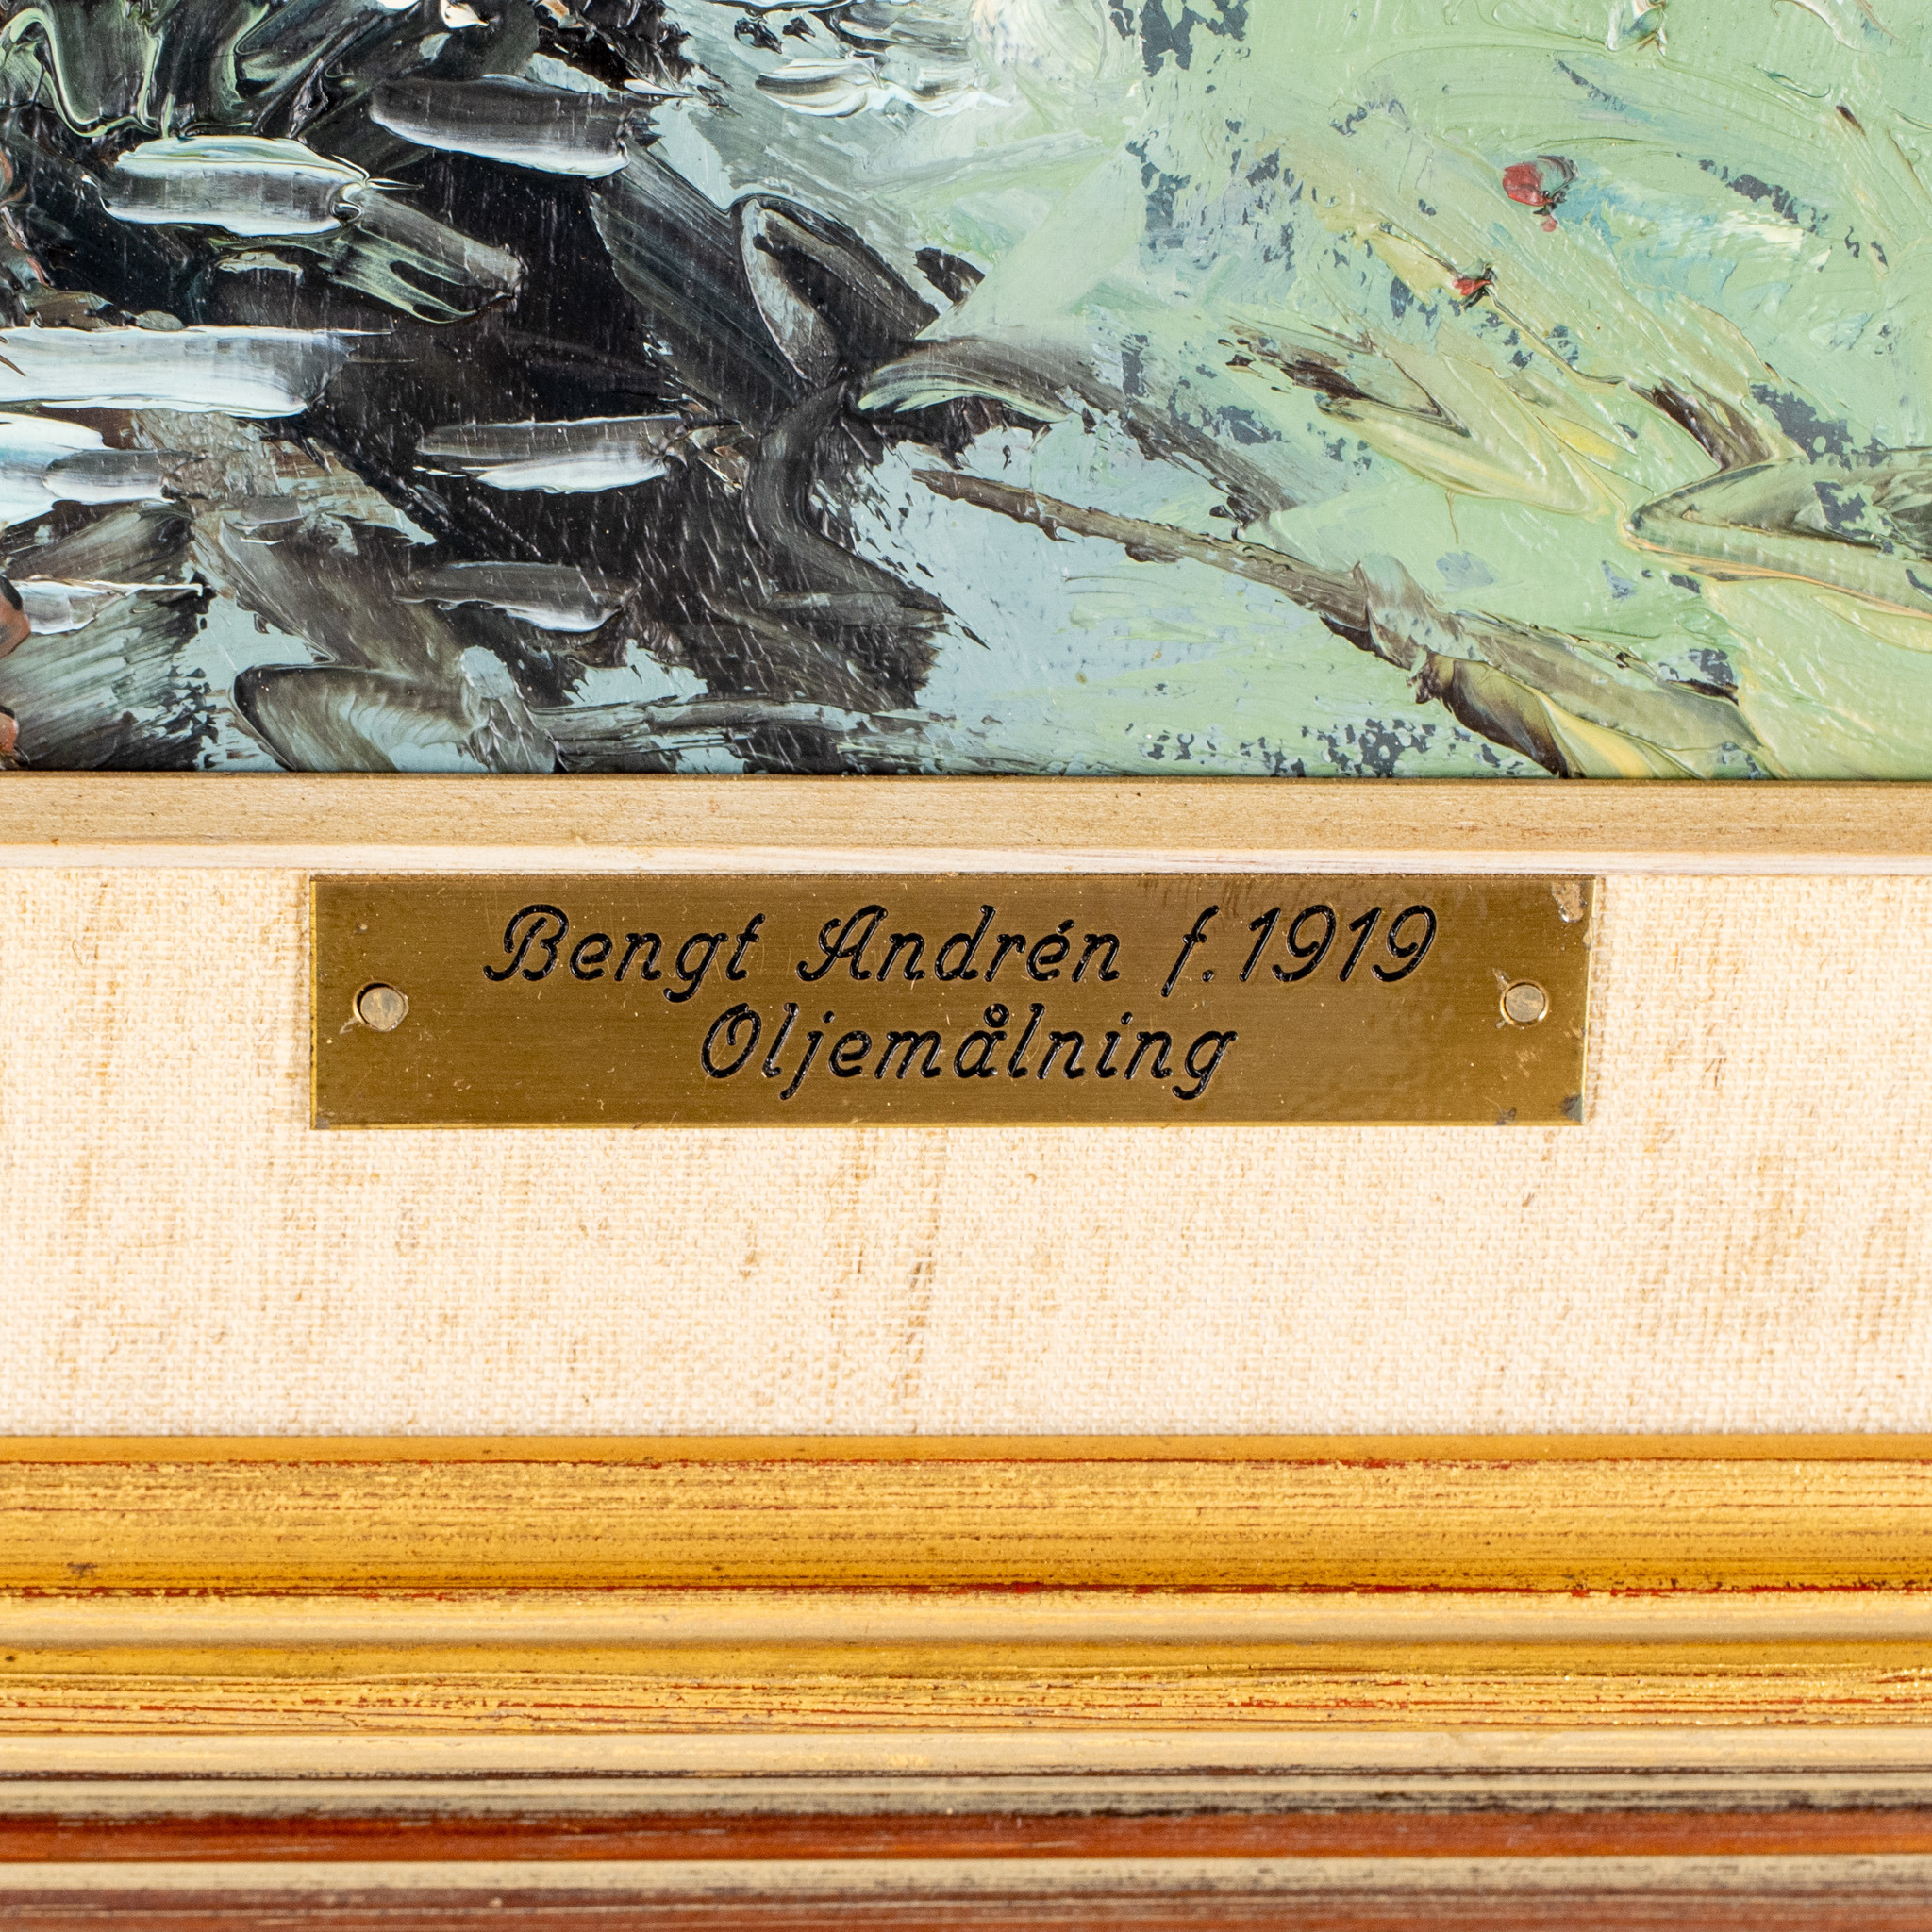 Bengt Andrén f. 1919
Oljemålning